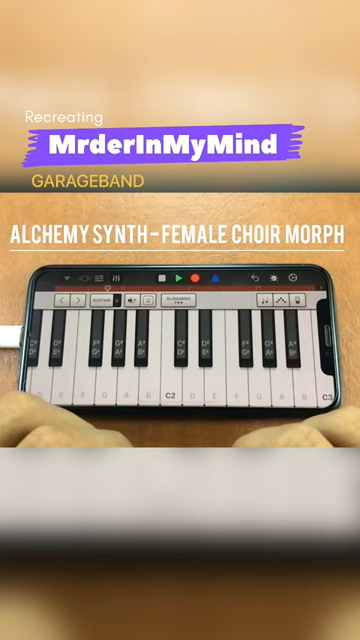 Recreating
MrderInMyMind
GARAGEBAND
ALCHEMY SYNTH - FEMALE CHOIR MORPH
SUSTAIN
GLISSANDO
C2
C3